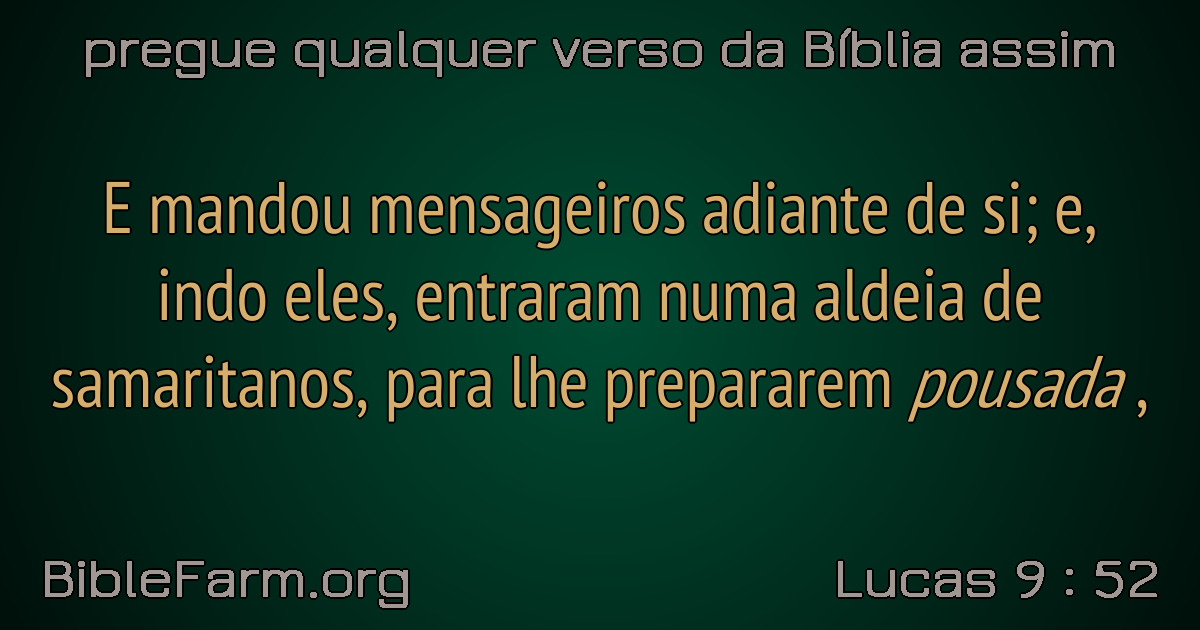 pregue qualquer verso da Bíblia assim
E mandou mensageiros adiante de si; e,
indo eles, entraram numa aldeia de
samaritanos, para lhe prepararem pousada ,
BibleFarm.org
Lucas 9 : 52